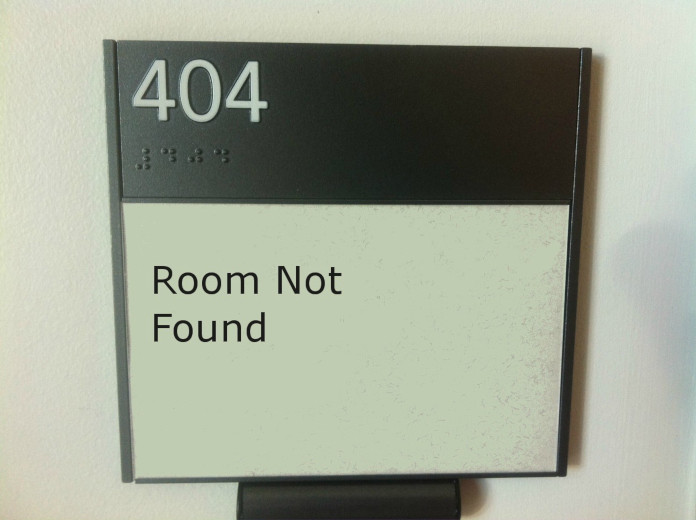 404
⠼⠙⠚⠙
Room Not
Found